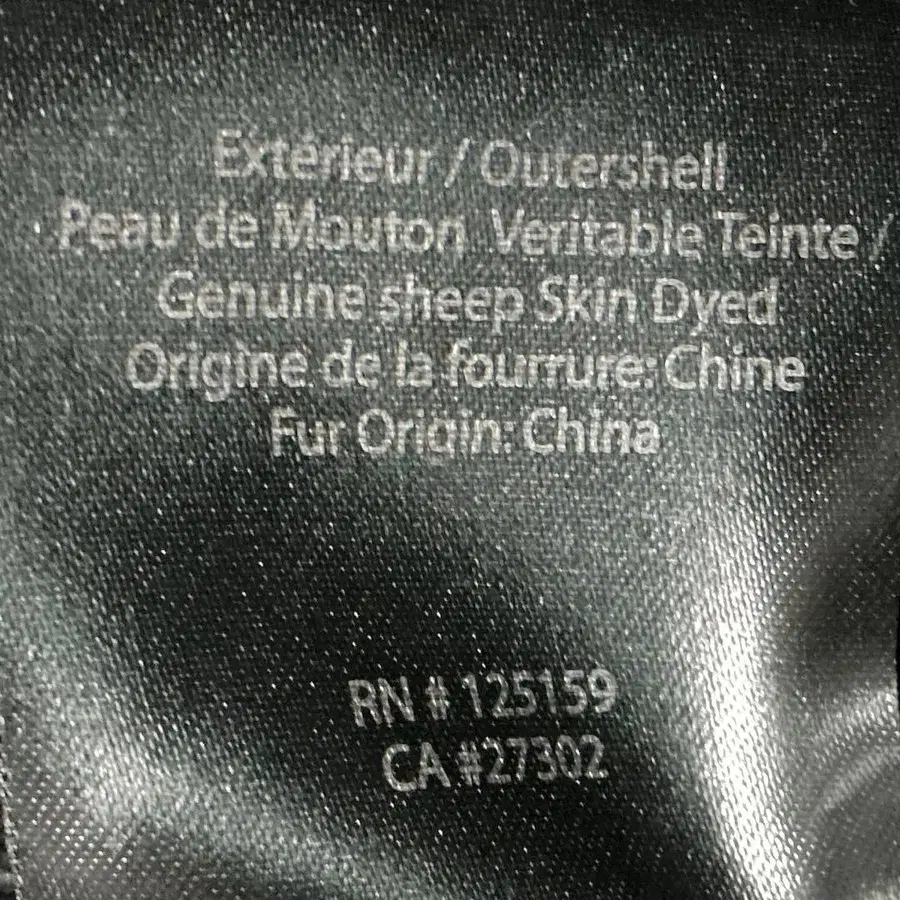 Extérieur / Outershell
Peau de Mouton Veritable Teinte /
Genuine sheep Skin Dyed
Origine de la fourrure: Chine
Fur Origin: China
RN # 125159
CA #27302